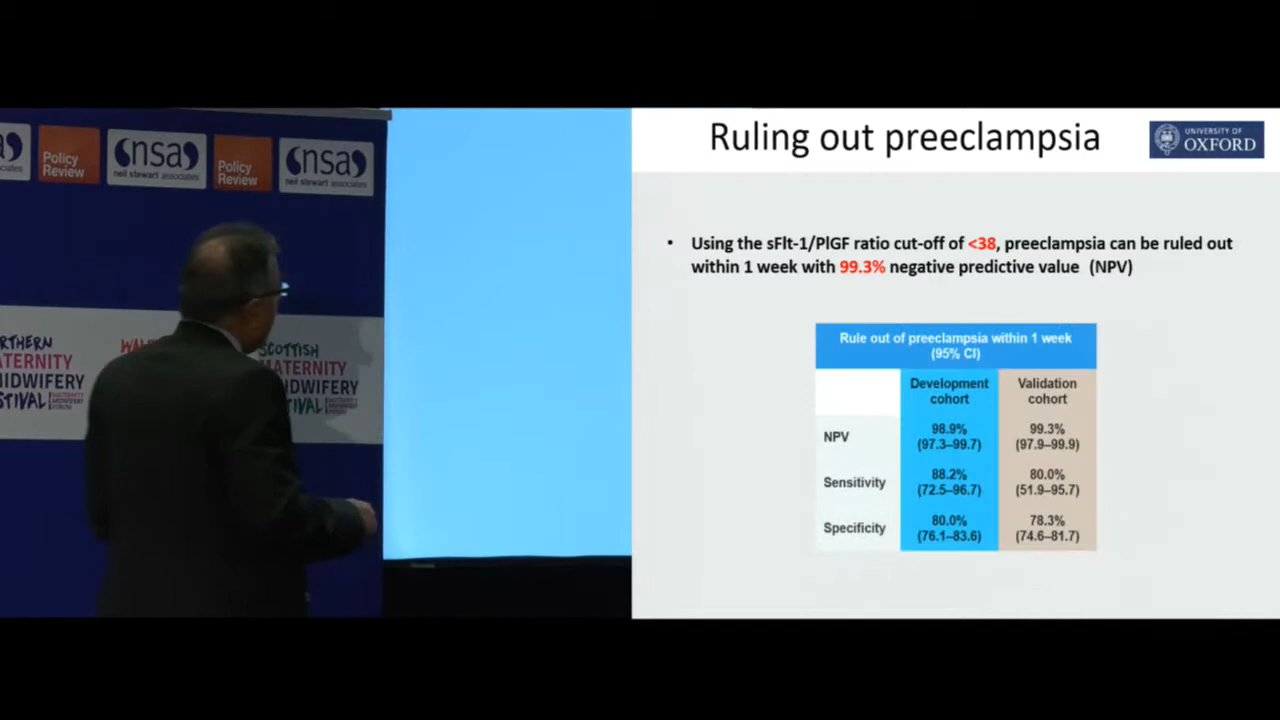 Policy
Review
nsa
neil stewart associates
Policy
Review
nsa
neil stewart associates
WAL
SCOTTISH
MATERNITY
MIDWIFERY
FESTIVAL
Ruling out preeclampsia
UNIVERSITY OF
OXFORD
• Using the sFlt-1/PlGF ratio cut-off of <38, preeclampsia can be ruled out
within 1 week with 99.3% negative predictive value (NPV)
Rule out of preeclampsia within 1 week
(95% CI)
Development
cohort
Validation
cohort
NPV
98.9%
(97.3–99.7)
99.3%
(97.9–99.9)
Sensitivity
88.2%
(72.5–96.7)
80.0%
(51.9–95.7)
Specificity
80.0%
(76.1–83.6)
78.3%
(74.6–81.7)